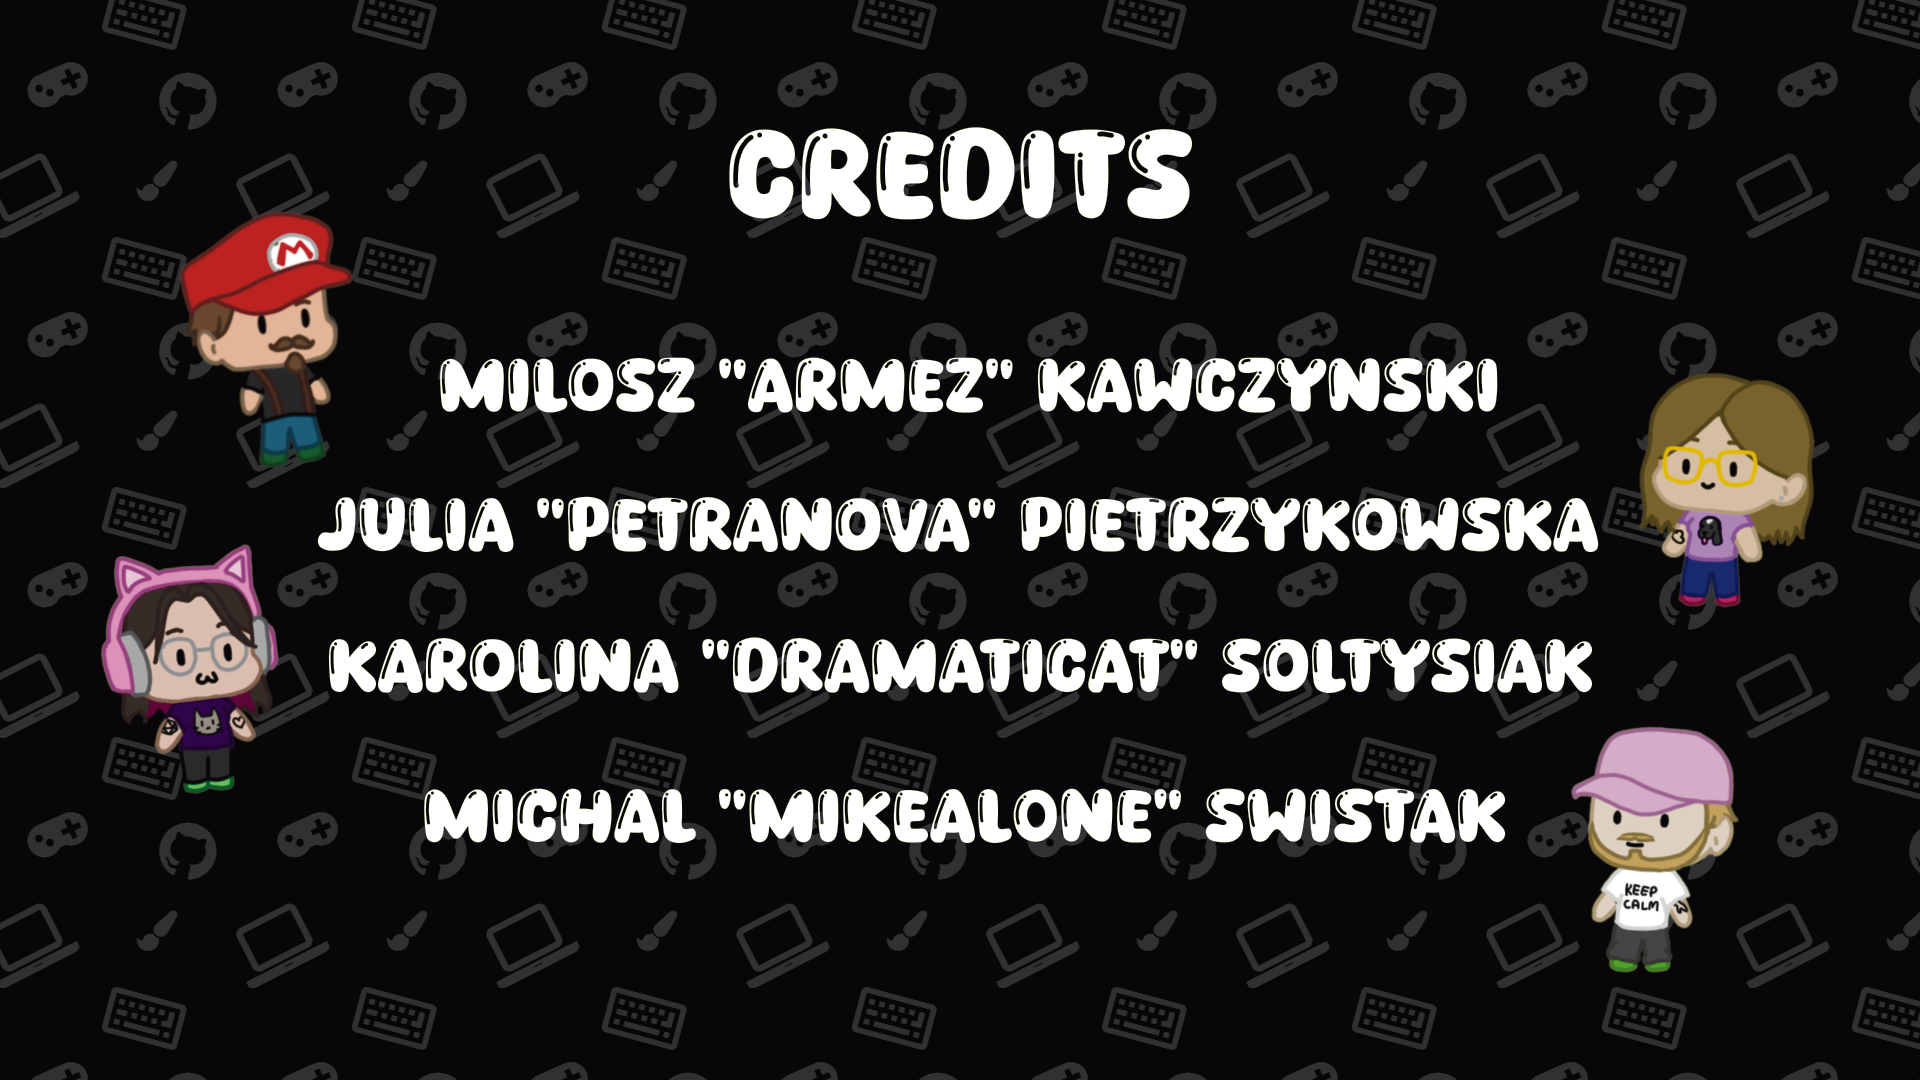 CREDITS
M
MILOSZ "ARMEZ" KAWCZYNSKI
JULIA "PETRANOVA" PIETRZYKOWSKA
KAROLINA "DRAMATICAT" SOLTYSIAK
MICHAL "MIKEALONE" SWISTAK
KEEP
CALM